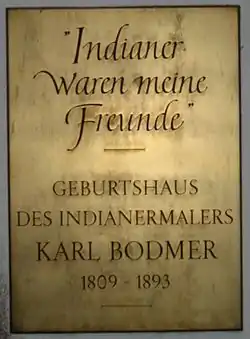 "Indianer
waren meine
Freunde"
GEBURTSHAUS
DES INDIANERMALERS
KARL BODMER
1809 - 1893